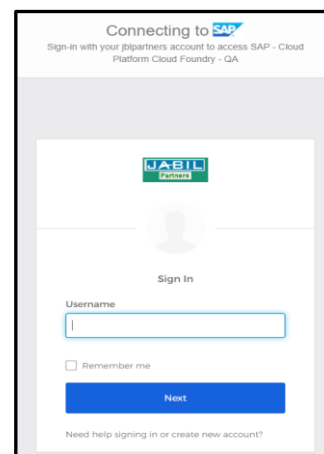 Connecting to SAP
Sign-in with your jblpartners account to access SAP - Cloud
Platform Cloud Foundry - QA
JABIL
Partners
Sign In
Username
Remember me
Next
Need help signing in or create new account?